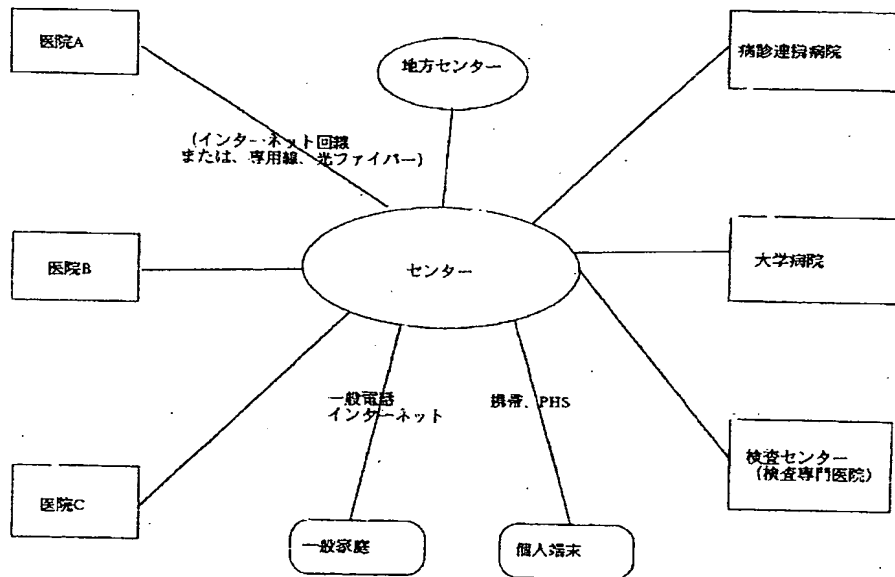 医院A
地方センター
病診連携病院
(インターネット回線
または、専用線、光ファイバー)
医院B
センター
大学病院
一般電話
インターネット
携帯、PHS
検査センター
(検査専門医院)
医院C
一般家庭
個人端末